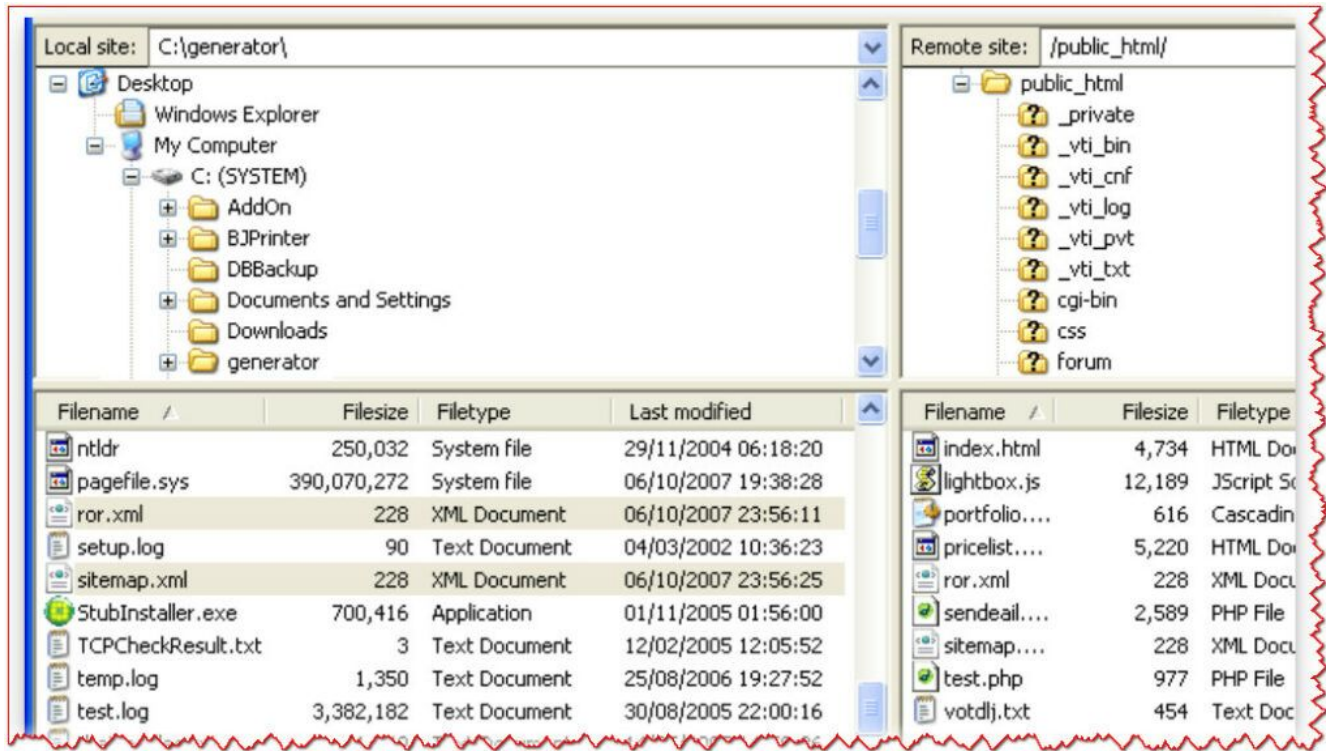 Local site: C:\generator\
Desktop
Windows Explorer
My Computer
C: (SYSTEM)
AddOn
BJPrinter
DBBackup
Documents and Settings
Downloads
generator
Filename Filesize Filetype Last modified
ntldr 250,032 System file 29/11/2004 06:18:20
pagefile.sys 390,070,272 System file 06/10/2007 19:38:28
ror.xml 228 XML Document 06/10/2007 23:56:11
setup.log 90 Text Document 04/03/2002 10:36:23
sitemap.xml 228 XML Document 06/10/2007 23:56:25
StubInstaller.exe 700,416 Application 01/11/2005 01:56:00
TCPCheckResult.txt 3 Text Document 12/02/2005 12:05:52
temp.log 1,350 Text Document 25/08/2006 19:27:52
test.log 3,382,182 Text Document 30/08/2005 22:00:16
Remote site: /public_html/
public_html
_private
_vti_bin
_vti_cnf
_vti_log
_vti_pvt
_vti_txt
cgi-bin
css
forum
Filename Filesize Filetype
index.html 4,734 HTML Do
lightbox.js 12,189 JScript Sc
portfolio.... 616 Cascadin
pricelist.... 5,220 HTML Do
ror.xml 228 XML Docu
sendeail.... 2,589 PHP File
sitemap.... 228 XML Docu
test.php 977 PHP File
votdlj.txt 454 Text Doc